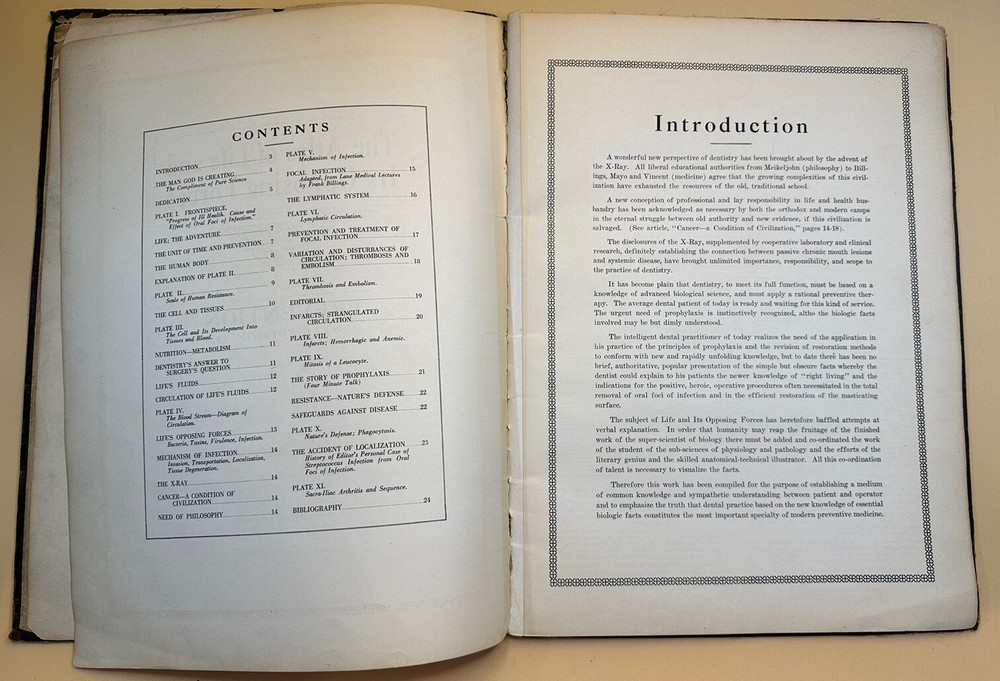 CONTENTS
INTRODUCTION 3
THE MAN GOD IS CREATING 4
The Compliment of Pure Science
DEDICATION 5
PLATE I. FRONTISPIECE.
"Progress of Ill Health. Cause and
Effect of Oral Foci of Infection."
LIFE; THE ADVENTURE 7
THE UNIT OF TIME AND PREVENTION 7
THE HUMAN BODY 8
EXPLANATION OF PLATE II 8
PLATE II 9
Scale of Human Resistance.
THE CELL AND TISSUES 10
PLATE III.
The Cell and Its Development Into
Tissues and Blood.
NUTRITION—METABOLISM 11
DENTISTRY'S ANSWER TO
SURGERY'S QUESTION 11
LIFE'S FLUIDS 12
CIRCULATION OF LIFE'S FLUIDS 12
PLATE IV.
The Blood Stream—Diagram of
Circulation.
LIFE'S OPPOSING FORCES 13
Bacteria, Toxins, Virulence, Infection.
MECHANISM OF INFECTION 14
Invasion, Transportation, Localization,
Tissue Degeneration.
THE X-RAY 14
CANCER—A CONDITION OF
CIVILIZATION 14
NEED OF PHILOSOPHY 14
PLATE V.
Mechanism of Infection.
FOCAL INFECTION 15
Adapted, from Lane Medical Lectures
by Frank Billings.
THE LYMPHATIC SYSTEM 16
PLATE VI.
Lymphatic Circulation.
PREVENTION AND TREATMENT OF
FOCAL INFECTION 17
VARIATION AND DISTURBANCES OF
CIRCULATION; THROMBOSIS AND
EMBOLISM 18
PLATE VII.
Thrombosis and Embolism.
EDITORIAL 19
INFARCTS; STRANGULATED
CIRCULATION 20
PLATE VIII.
Infarcts; Hemorrhagic and Anemic.
PLATE IX.
Mitosis of a Leucocyte.
THE STORY OF PROPHYLAXIS 21
(Four Minute Talk)
RESISTANCE—NATURE'S DEFENSE 22
SAFEGUARDS AGAINST DISEASE 22
PLATE X.
Nature's Defense; Phagocytosis.
THE ACCIDENT OF LOCALIZATION 23
History of Editor's Personal Case of
Streptococcus Infection from Oral
Foci of Infection.
PLATE XI.
Sacro-Iliac Arthritis and Sequence.
BIBLIOGRAPHY 24
Introduction
A wonderful new perspective of dentistry has been brought about by the advent of
the X-Ray. All liberal educational authorities from Meikeljohn (philosophy) to Bill-
ings, Mayo and Vincent (medicine) agree that the growing complexities of this civil-
ization have exhausted the resources of the old, traditional school.
A new conception of professional and lay responsibility in life and health hus-
bandry has been acknowledged as necessary by both the orthodox and modern camps
in the eternal struggle between old authority and new evidence, if this civilization is
salvaged. (See article, "Cancer—a Condition of Civilization," pages 14-18).
The disclosures of the X-Ray, supplemented by cooperative laboratory and clinical
research, definitely establishing the connection between passive chronic mouth lesions
and systemic disease, have brought unlimited importance, responsibility, and scope to
the practice of dentistry.
It has become plain that dentistry, to meet its full function, must be based on a
knowledge of advanced biological science, and must apply a rational preventive ther-
apy. The average dental patient of today is ready and waiting for this kind of service.
The urgent need of prophylaxis is instinctively recognized, altho the biologic facts
involved may be but dimly understood.
The intelligent dental practitioner of today realizes the need of the application in
his practice of the principles of prophylaxis and the revision of restoration methods
to conform with new and rapidly unfolding knowledge, but to date there has been no
brief, authoritative, popular presentation of the simple but obscure facts whereby the
dentist could explain to his patients the newer knowledge of "right living" and the
indications for the positive, heroic, operative procedures often necessitated in the total
removal of oral foci of infection and in the efficient restoration of the masticating
surface.
The subject of Life and Its Opposing Forces has heretofore baffled attempts at
verbal explanation. In order that humanity may reap the fruitage of the finished
work of the super-scientist of biology there must be added and co-ordinated the work
of the student of the sub-sciences of physiology and pathology and the efforts of the
literary genius and the skilled anatomical-technical illustrator. All this co-ordination
of talent is necessary to visualize the facts.
Therefore this work has been compiled for the purpose of establishing a medium
of common knowledge and sympathetic understanding between patient and operator
and to emphasize the truth that dental practice based on the new knowledge of essential
biologic facts constitutes the most important specialty of modern preventive medicine.